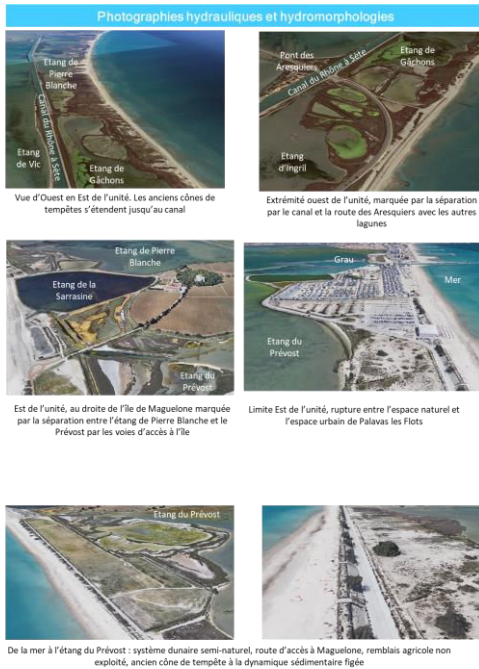 Photographies hydrauliques et hydromorphologies
Etang de
Pierre
Blanche
Canal du Rhône à Sète
Etang
de Vic
Etang de
Gâchons
Pont des
Aresquiers
Canal du Rhône à Sète
Etang de
Gâchons
Etang
d'ingril
Vue d'Ouest en Est de l'unité. Les anciens cônes de
tempêtes s'étendent jusqu'au canal
Extrémité ouest de l'unité, marquée par la séparation
par le canal et la route des Aresquiers avec les autres
lagunes
Etang de Pierre
Blanche
Etang de la
Sarrasine
Etang du
Prévost
Grau
Mer
Etang du
Prévost
Est de l'unité, au droite de l'île de Maguelone marquée
par la séparation entre l'étang de Pierre Blanche et le
Prévost par les voies d'accès à l'île
Limite Est de l'unité, rupture entre l'espace naturel et
l'espace urbain de Palavas les Flots
Etang du Prévost
De la mer à l'étang du Prévost : système dunaire semi-naturel, route d'accès à Maguelone, remblais agricole non
exploité, ancien cône de tempête à la dynamique sédimentaire figée